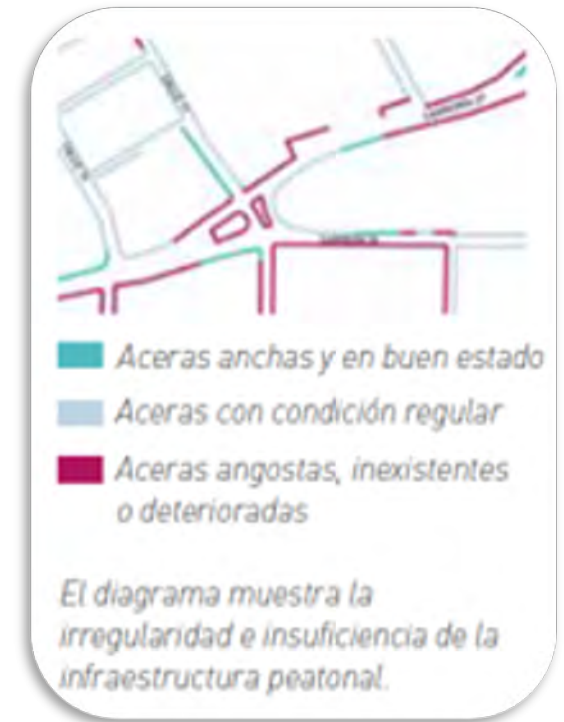 Aceras anchas y en buen estado
Aceras con condición regular
Aceras angostas, inexistentes
o deterioradas
El diagrama muestra la
irregularidad e insuficiencia de la
infraestructura peatonal.